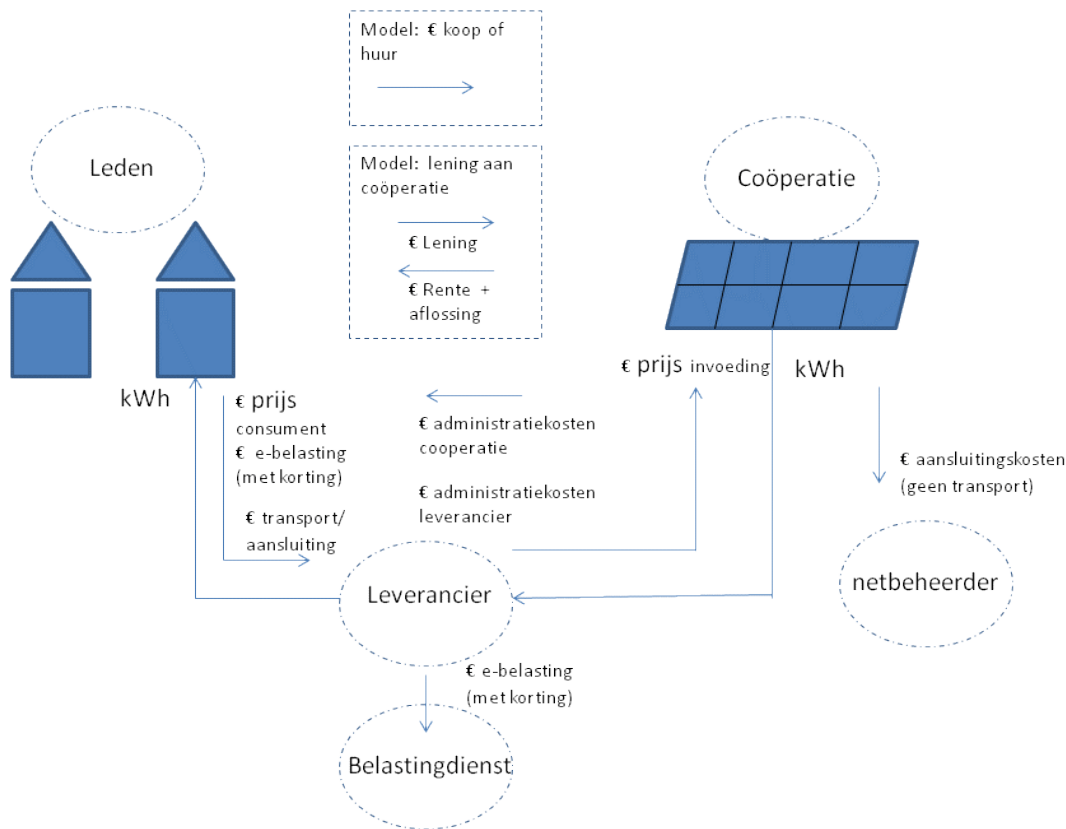 Model: € koop of
huur
Leden
Model: lening aan
coöperatie
€ Lening
€ Rente +
aflossing
Coöperatie
€ prijs invoeding
kWh
kWh
€ prijs
consument
€ e-belasting
(met korting)
€ transport/
aansluiting
€ administratiekosten
cooperatie
€ administratiekosten
leverancier
€ aansluitingskosten
(geen transport)
Leverancier
netbeheerder
€ e-belasting
(met korting)
Belastingdienst